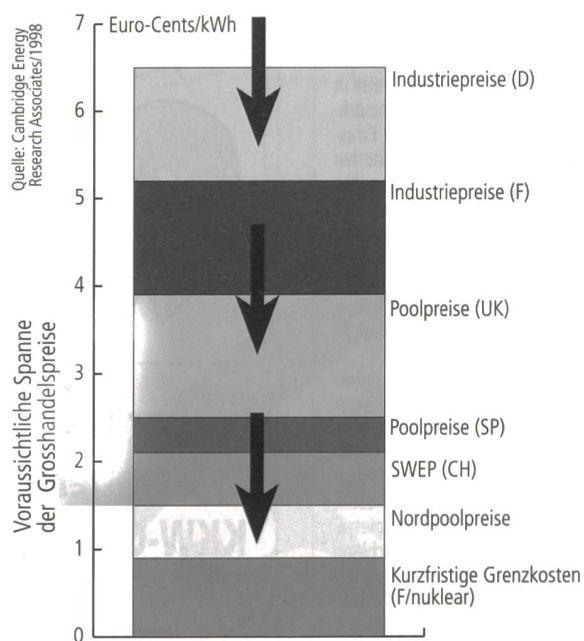 7
Euro-Cents/kWh
Quelle: Cambridge Energy
Research Associates/1998
Industriepreise (D)
6
5
Industriepreise (F)
4
Poolpreise (UK)
3
Voraussichtliche Spanne
der Grosshandelspreise
Poolpreise (SP)
2
SWEP (CH)
Nordpoolpreise
1
Kurzfristige Grenzkosten
(F/nuklear)
0